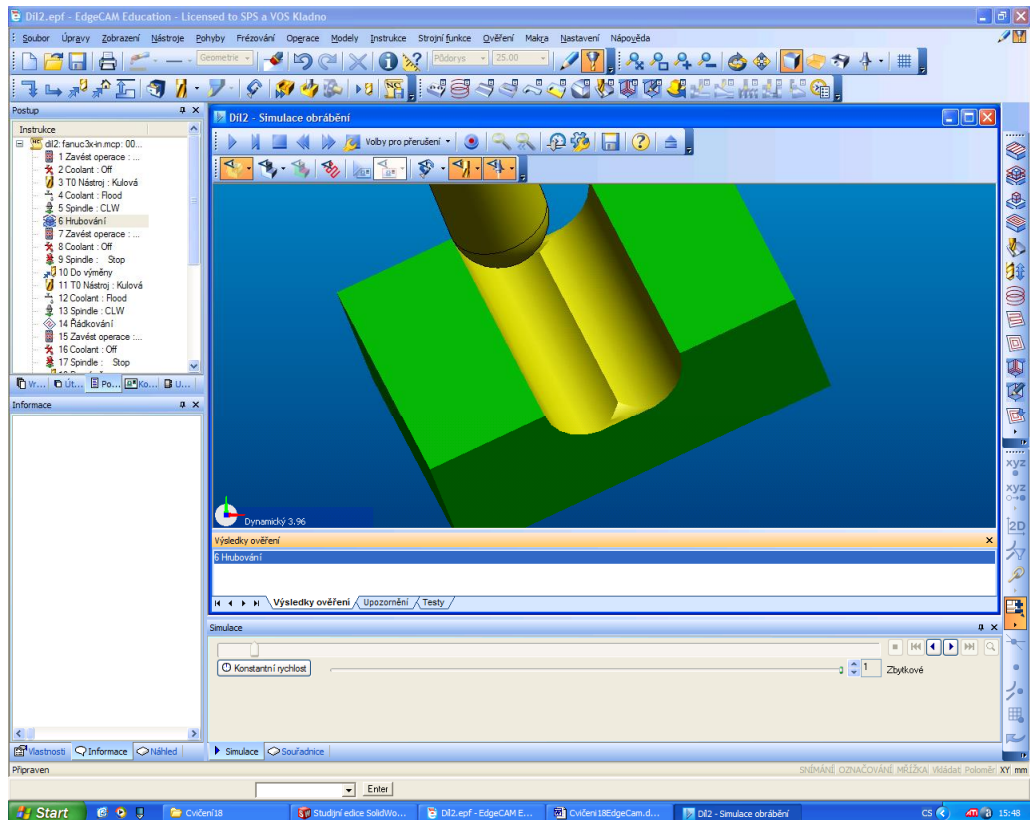 Díl2.epf - EdgeCAM Education - Licensed to SPS a VOS Kladno
Soubor Úpravy Zobrazení Nástroje Pohyby Frézování Operace Modely Instrukce Strojní funkce Ověření Makra Nastavení Nápověda
Geometrie Půdorys 25.00
Postup
Instrukce
díl2: fanuc3x-in.mcp: 00...
1 Zavést operace : ...
2 Coolant : Off
3 T0 Nástroj : Kulová
4 Coolant : Flood
5 Spindle : CLW
6 Hrubování
7 Zavést operace : ...
8 Coolant : Off
9 Spindle : Stop
10 Do výměny
11 T0 Nástroj : Kulová
12 Coolant : Flood
13 Spindle : CLW
14 Řádkování
15 Zavést operace :...
16 Coolant : Off
17 Spindle : Stop
Vr... Út... Po... Ko... U...
Informace
Vlastnosti Informace Náhled
Díl2 - Simulace obrábění
Volby pro přerušení
Dynamický 3.96
Výsledky ověření
6 Hrubování
Výsledky ověření Upozornění Testy
Simulace
Konstantní rychlost 1 Zbytkové
Simulace Souřadnice
xyz
xyz
2D
Připraven SNÍMÁNÍ OZNAČOVÁNÍ MŘÍŽKA Vkládat Poloměr XY mm
Enter
Start Cvičení18 Studijní edice SolidWo... Díl2.epf - EdgeCAM E... Cvičení18EdgeCam.d... Díl2 - Simulace obrábění CS 15:48